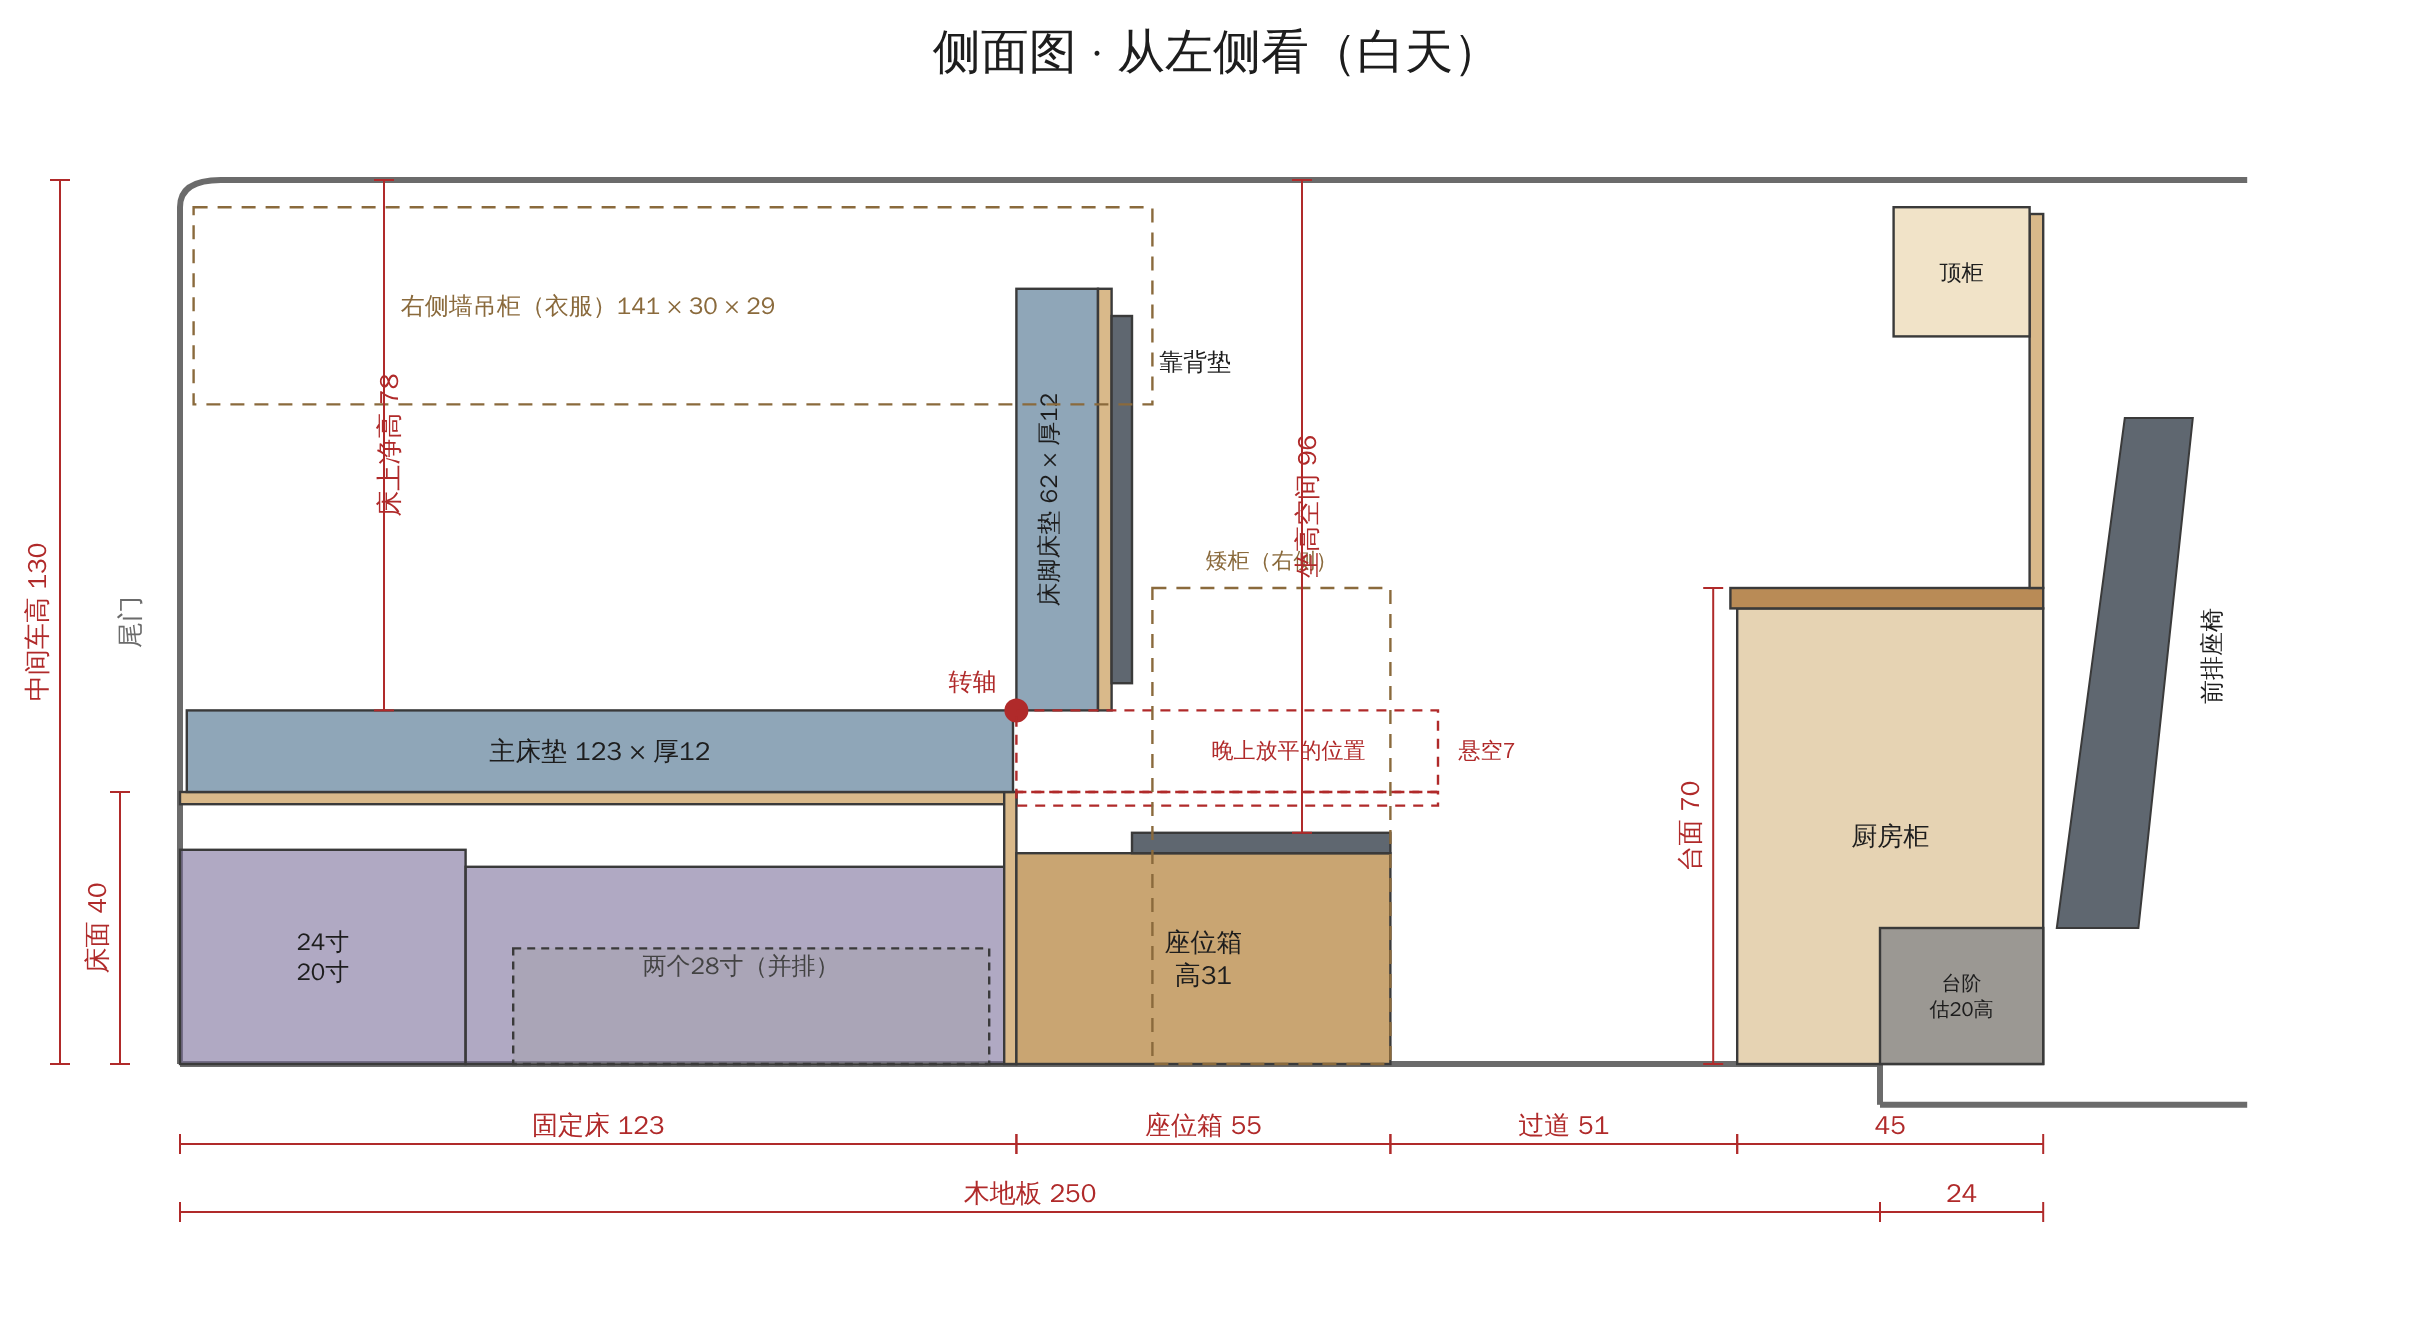 侧面图 · 从左侧看（白天）
顶柜
右侧墙吊柜（衣服）141 × 30 × 29
靠背垫
床上净高 78
床脚床垫 62 × 厚12
坐高空间 96
矮柜（右侧）
中间车高 130
尾门
前排座椅
转轴
主床垫 123 × 厚12
晚上放平的位置
悬空7
台面 70
厨房柜
床面 40
24寸
20寸
两个28寸（并排）
座位箱
高31
台阶
估20高
固定床 123
座位箱 55
过道 51
45
木地板 250
24